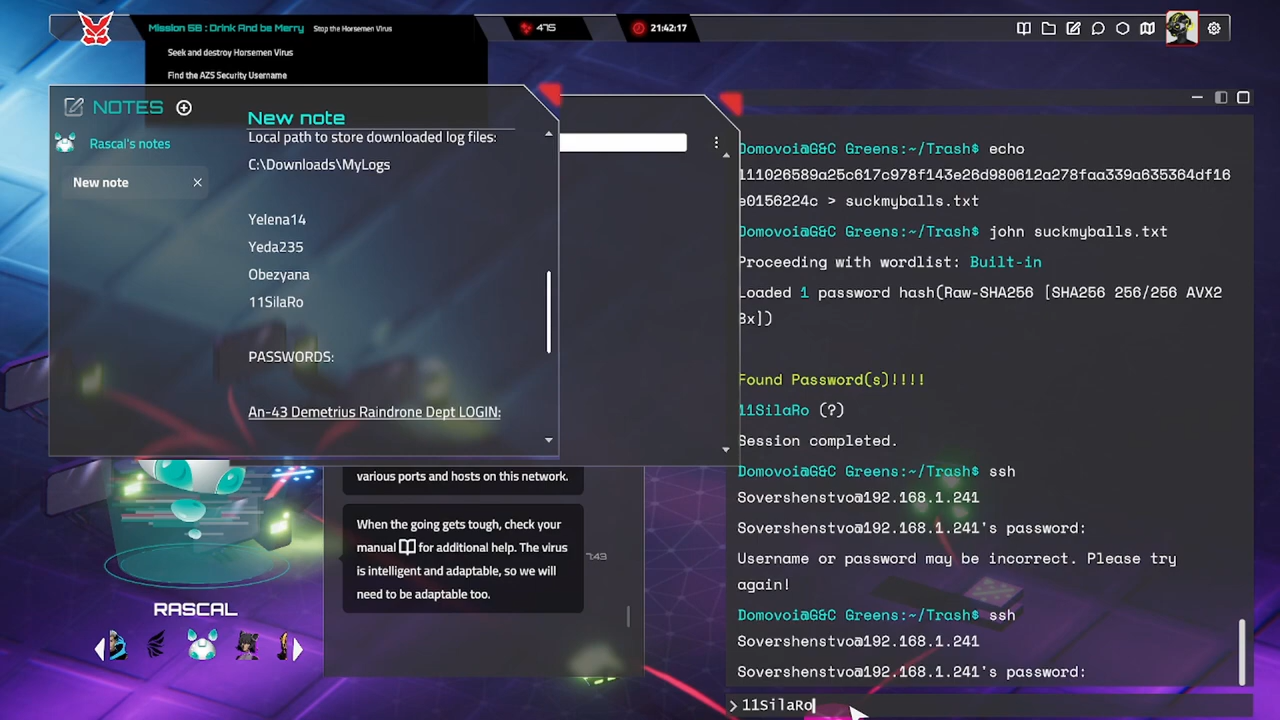 Mission 68 : Drink And be Merry Stop the Horsemen Virus
Seek and destroy Horsemen Virus
Find the AZS Security Username
475
21:42:17
NOTES
Rascal's notes
New note
New note
Local path to store downloaded log files:
C:\Downloads\MyLogs
Yelena14
Yeda235
Obezyana
11SilaRo
PASSWORDS:
An-43 Demetrius Raindrone Dept LOGIN:
various ports and hosts on this network.
When the going gets tough, check your
manual for additional help. The virus
is intelligent and adaptable, so we will
need to be adaptable too.
7:43
RASCAL
Domovoi@G&C Greens:~/Trash$ echo
111026589a25c617c978f143e26d980612a278faa339a635364df16
e0156224c > suckmyballs.txt
Domovoi@G&C Greens:~/Trash$ john suckmyballs.txt
Proceeding with wordlist: Built-in
Loaded 1 password hash(Raw-SHA256 [SHA256 256/256 AVX2
8x])
Found Password(s)!!!!
11SilaRo (?)
Session completed.
Domovoi@G&C Greens:~/Trash$ ssh
Sovershenstvo@192.168.1.241
Sovershenstvo@192.168.1.241's password:
Username or password may be incorrect. Please try
again!
Domovoi@G&C Greens:~/Trash$ ssh
Sovershenstvo@192.168.1.241
Sovershenstvo@192.168.1.241's password:
> 11SilaRo